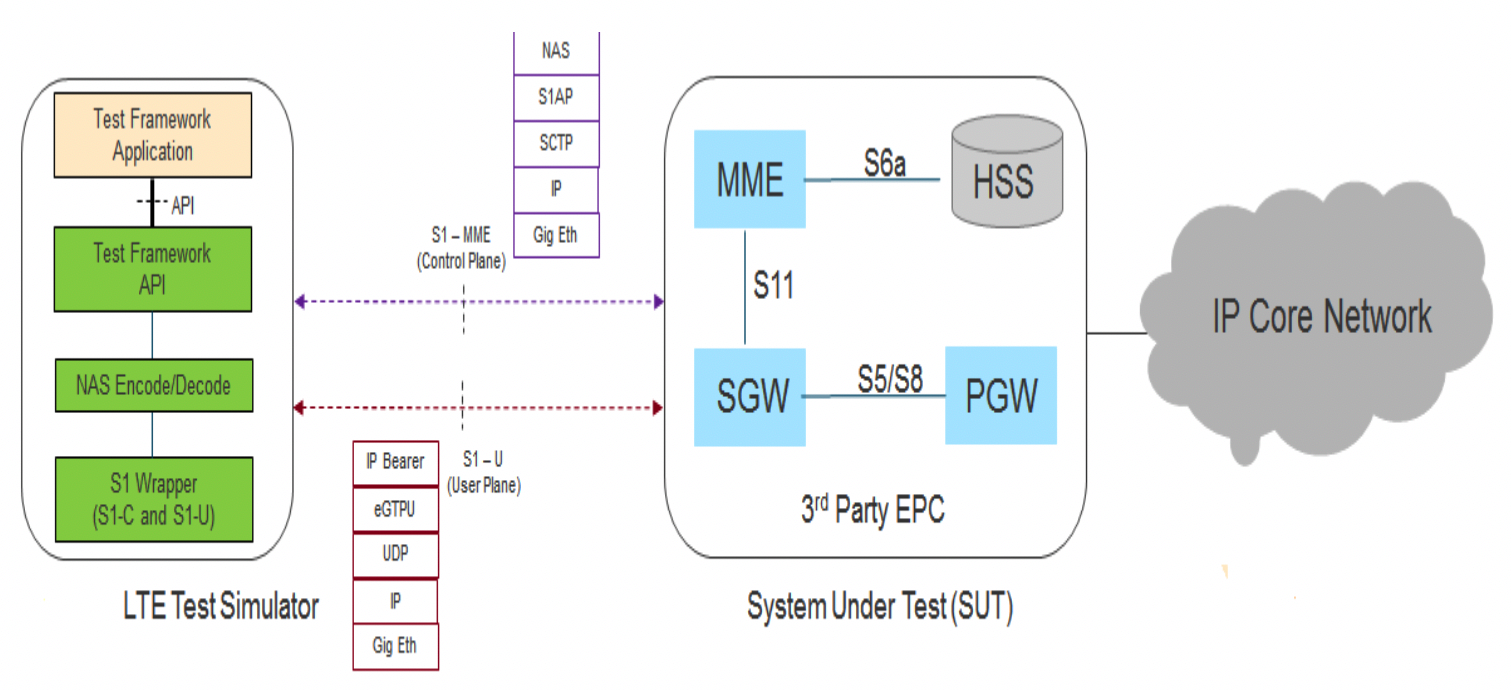 Test Framework
Application
API
Test Framework
API
NAS Encode/Decode
S1 Wrapper
(S1-C and S1-U)
LTE Test Simulator
NAS
S1AP
SCTP
IP
Gig Eth
S1 – MME
(Control Plane)
S1 – U
(User Plane)
IP Bearer
eGTPU
UDP
IP
Gig Eth
MME
S6a
HSS
S11
SGW
S5/S8
PGW
3rd Party EPC
System Under Test (SUT)
IP Core Network